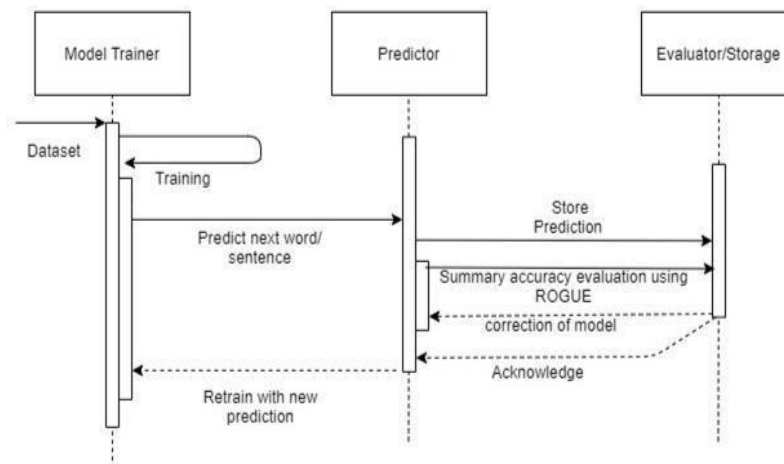 Model Trainer
Predictor
Evaluator/Storage
Dataset
Training
Predict next word/
sentence
Store
Prediction
Summary accuracy evaluation using
ROGUE
correction of model
Acknowledge
Retrain with new
prediction